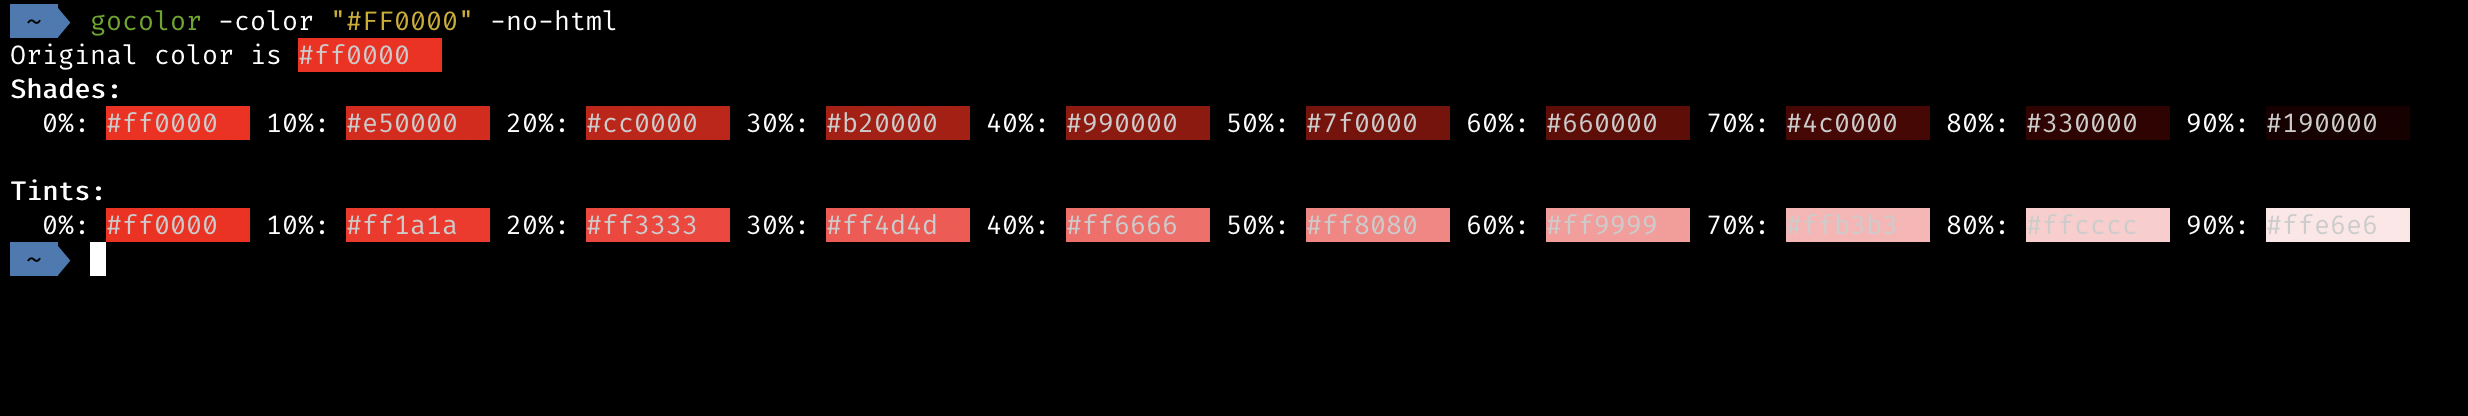 ~ gocolor -color "#FF0000" -no-html
Original color is #ff0000
Shades:
0%: #ff0000 10%: #e50000 20%: #cc0000 30%: #b20000 40%: #990000 50%: #7f0000 60%: #660000 70%: #4c0000 80%: #330000 90%: #190000
Tints:
0%: #ff0000 10%: #ff1a1a 20%: #ff3333 30%: #ff4d4d 40%: #ff6666 50%: #ff8080 60%: #ff9999 70%: #ffb3b3 80%: #ffcccc 90%: #ffe6e6
~